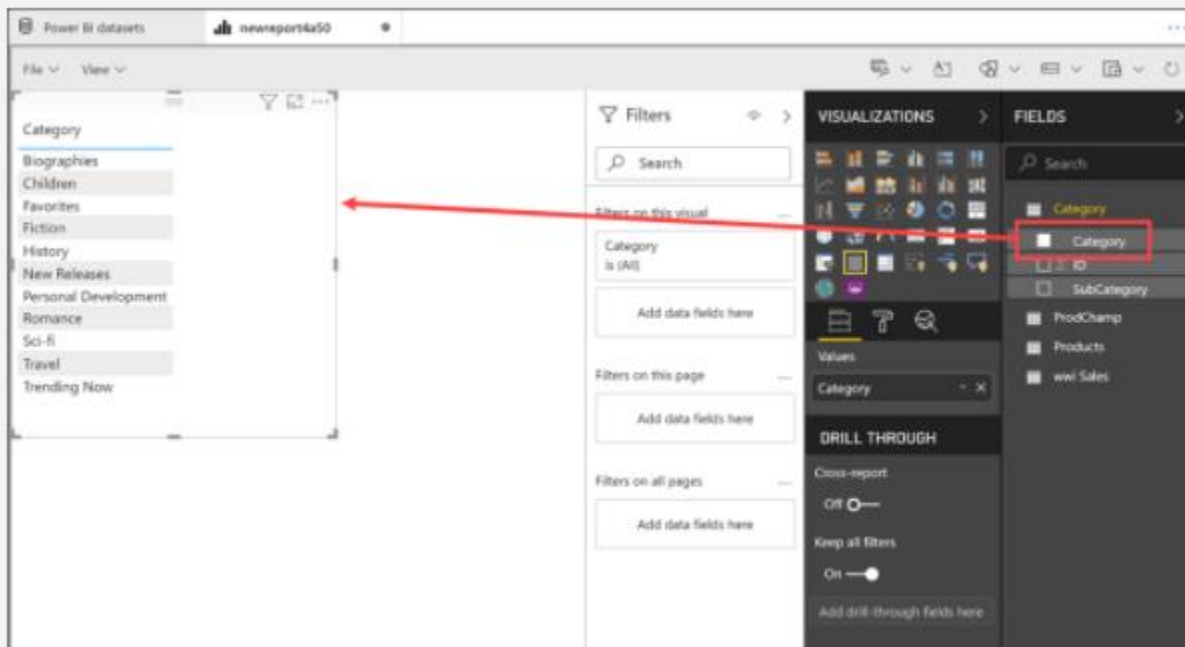 Power BI datasets
newreport4a50
File
View
Category
Biographies
Children
Favorites
Fiction
History
New Releases
Personal Development
Romance
Sci-fi
Travel
Trending Now
Filters
Search
Filters on this visual
Category
is (All)
Add data fields here
Filters on this page
Add data fields here
Filters on all pages
Add data fields here
VISUALIZATIONS
Values
Category
DRILL THROUGH
Cross-report
Off
Keep all filters
On
Add drill-through fields here
FIELDS
Search
Category
Category
ID
SubCategory
ProdChamp
Products
wwi Sales